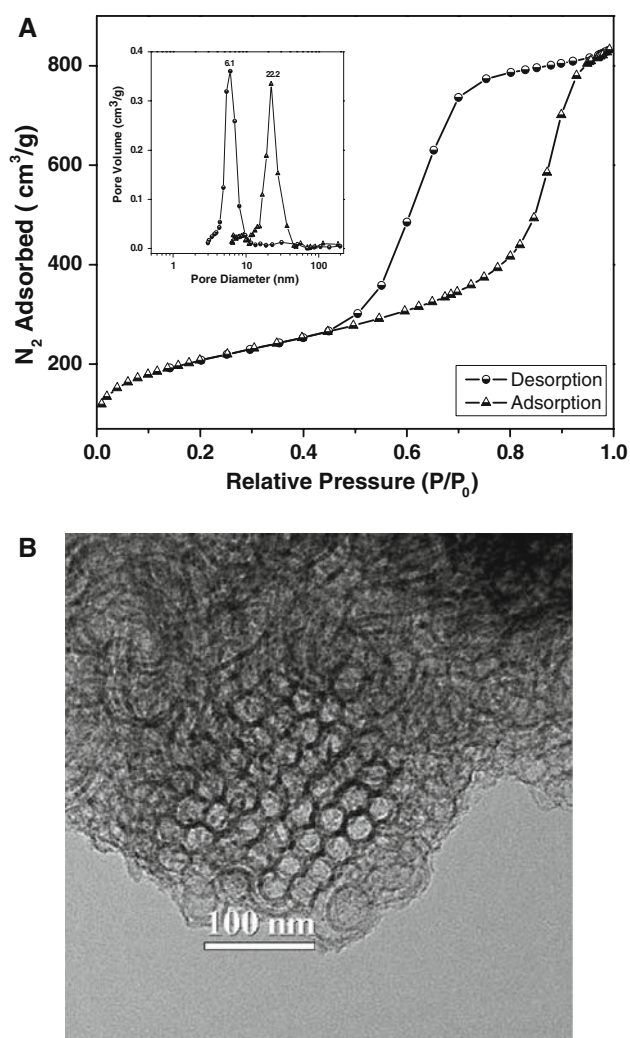 A
N₂ Adsorbed ( cm³/g)
800
600
400
200
0.0
0.2
0.4
0.6
0.8
1.0
Relative Pressure (P/P₀)
Pore Volume (cm³/g)
0.4
0.3
0.2
0.1
0.0
6.1
22.2
1
10
100
Pore Diameter (nm)
Desorption
Adsorption
B
100 nm